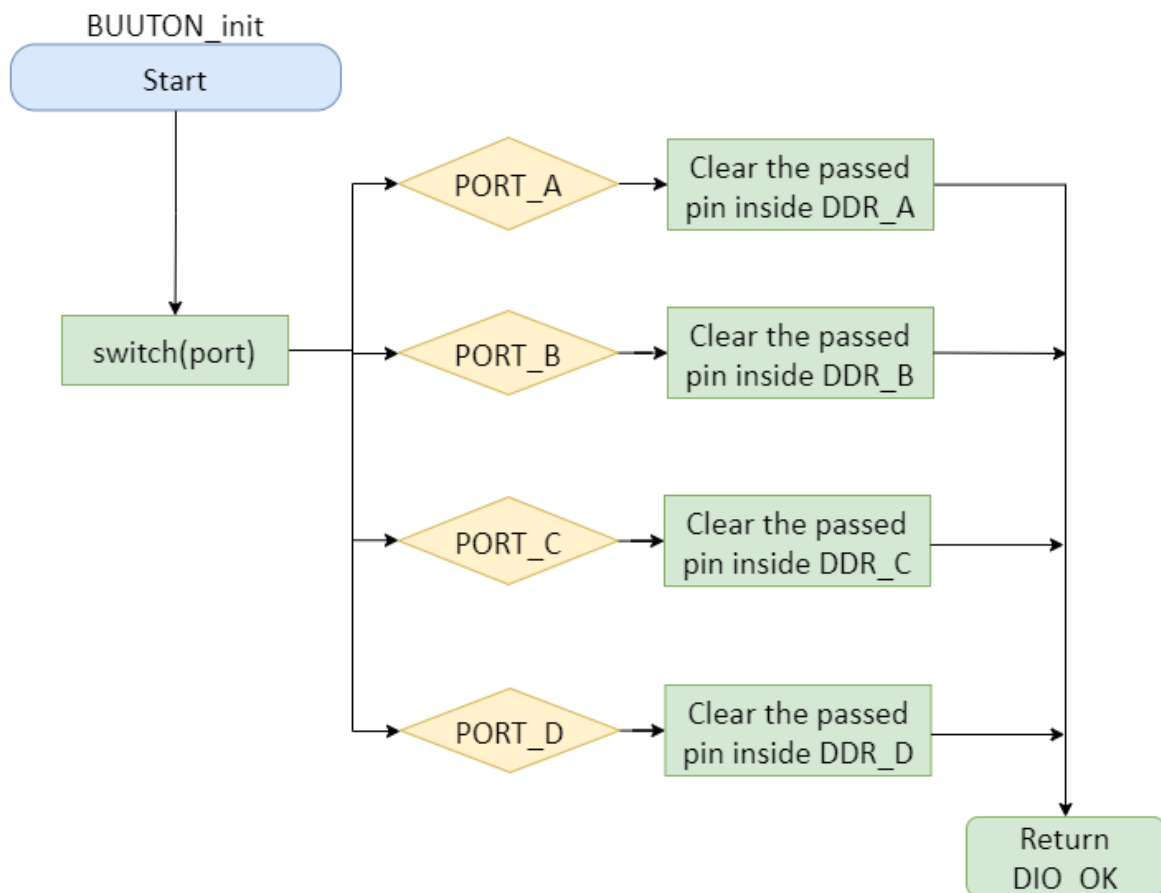 BUUTON_init
Start
switch(port)
PORT_A
Clear the passed
pin inside DDR_A
PORT_B
Clear the passed
pin inside DDR_B
PORT_C
Clear the passed
pin inside DDR_C
PORT_D
Clear the passed
pin inside DDR_D
Return
DIO_OK